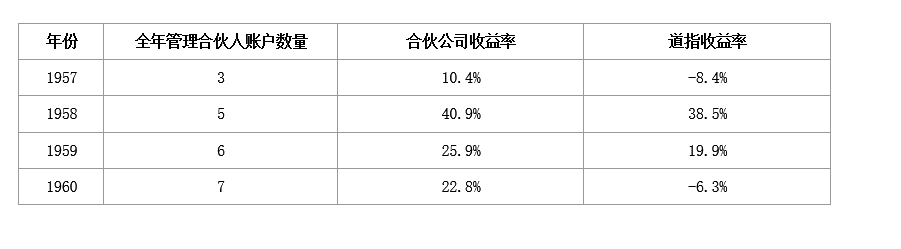 年份 全年管理合伙人账户数量 合伙公司收益率 道指收益率
1957 3 10.4% -8.4%
1958 5 40.9% 38.5%
1959 6 25.9% 19.9%
1960 7 22.8% -6.3%